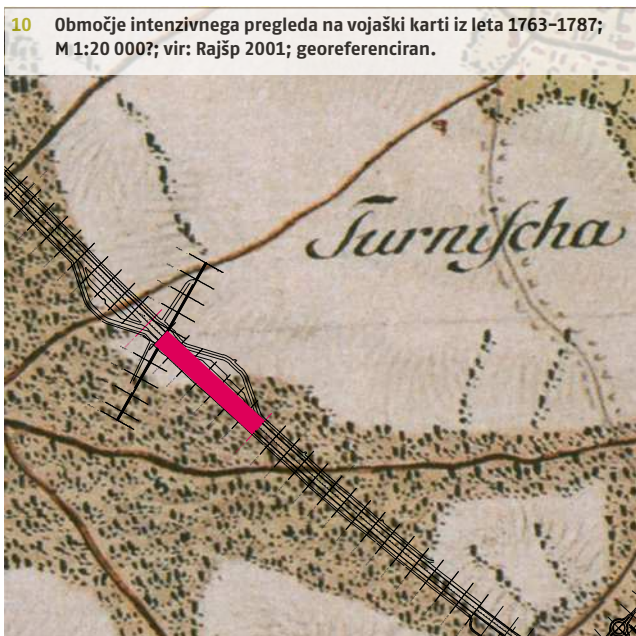 10 Območje intenzivnega pregleda na vojaški karti iz leta 1763–1787;
M 1:20 000?; vir: Rajšp 2001; georeferenciran.
Turnischa